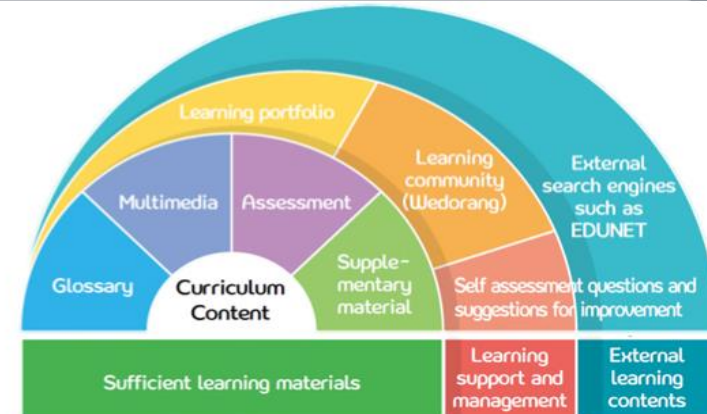 Learning portfolio
Learning
community
(Wedorang)
External
search engines
such as
EDUNET
Multimedia
Assessment
Glossary
Curriculum
Content
Supple-
mentary
material
Self assessment questions and
suggestions for improvement
Sufficient learning materials
Learning
support and
management
External
learning
contents